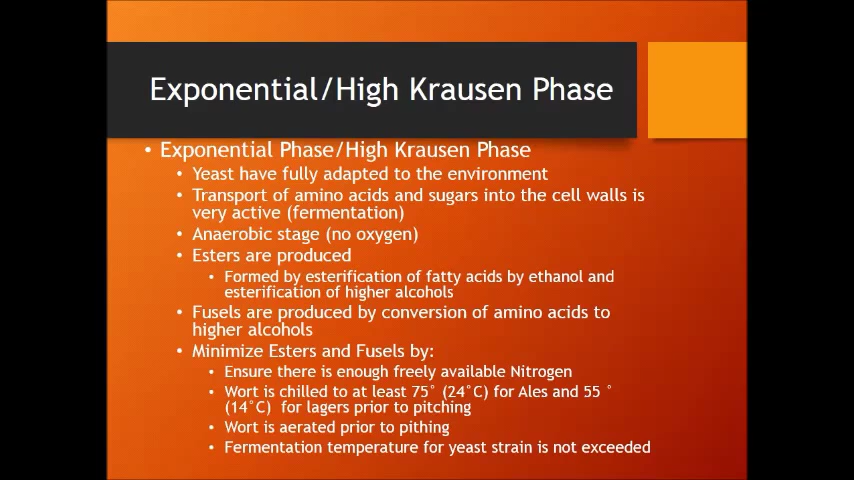 Exponential/High Krausen Phase
• Exponential Phase/High Krausen Phase
• Yeast have fully adapted to the environment
• Transport of amino acids and sugars into the cell walls is
very active (fermentation)
• Anaerobic stage (no oxygen)
• Esters are produced
• Formed by esterification of fatty acids by ethanol and
esterification of higher alcohols
• Fusels are produced by conversion of amino acids to
higher alcohols
• Minimize Esters and Fusels by:
• Ensure there is enough freely available Nitrogen
• Wort is chilled to at least 75° (24°C) for Ales and 55 °
(14°C) for lagers prior to pitching
• Wort is aerated prior to pithing
• Fermentation temperature for yeast strain is not exceeded